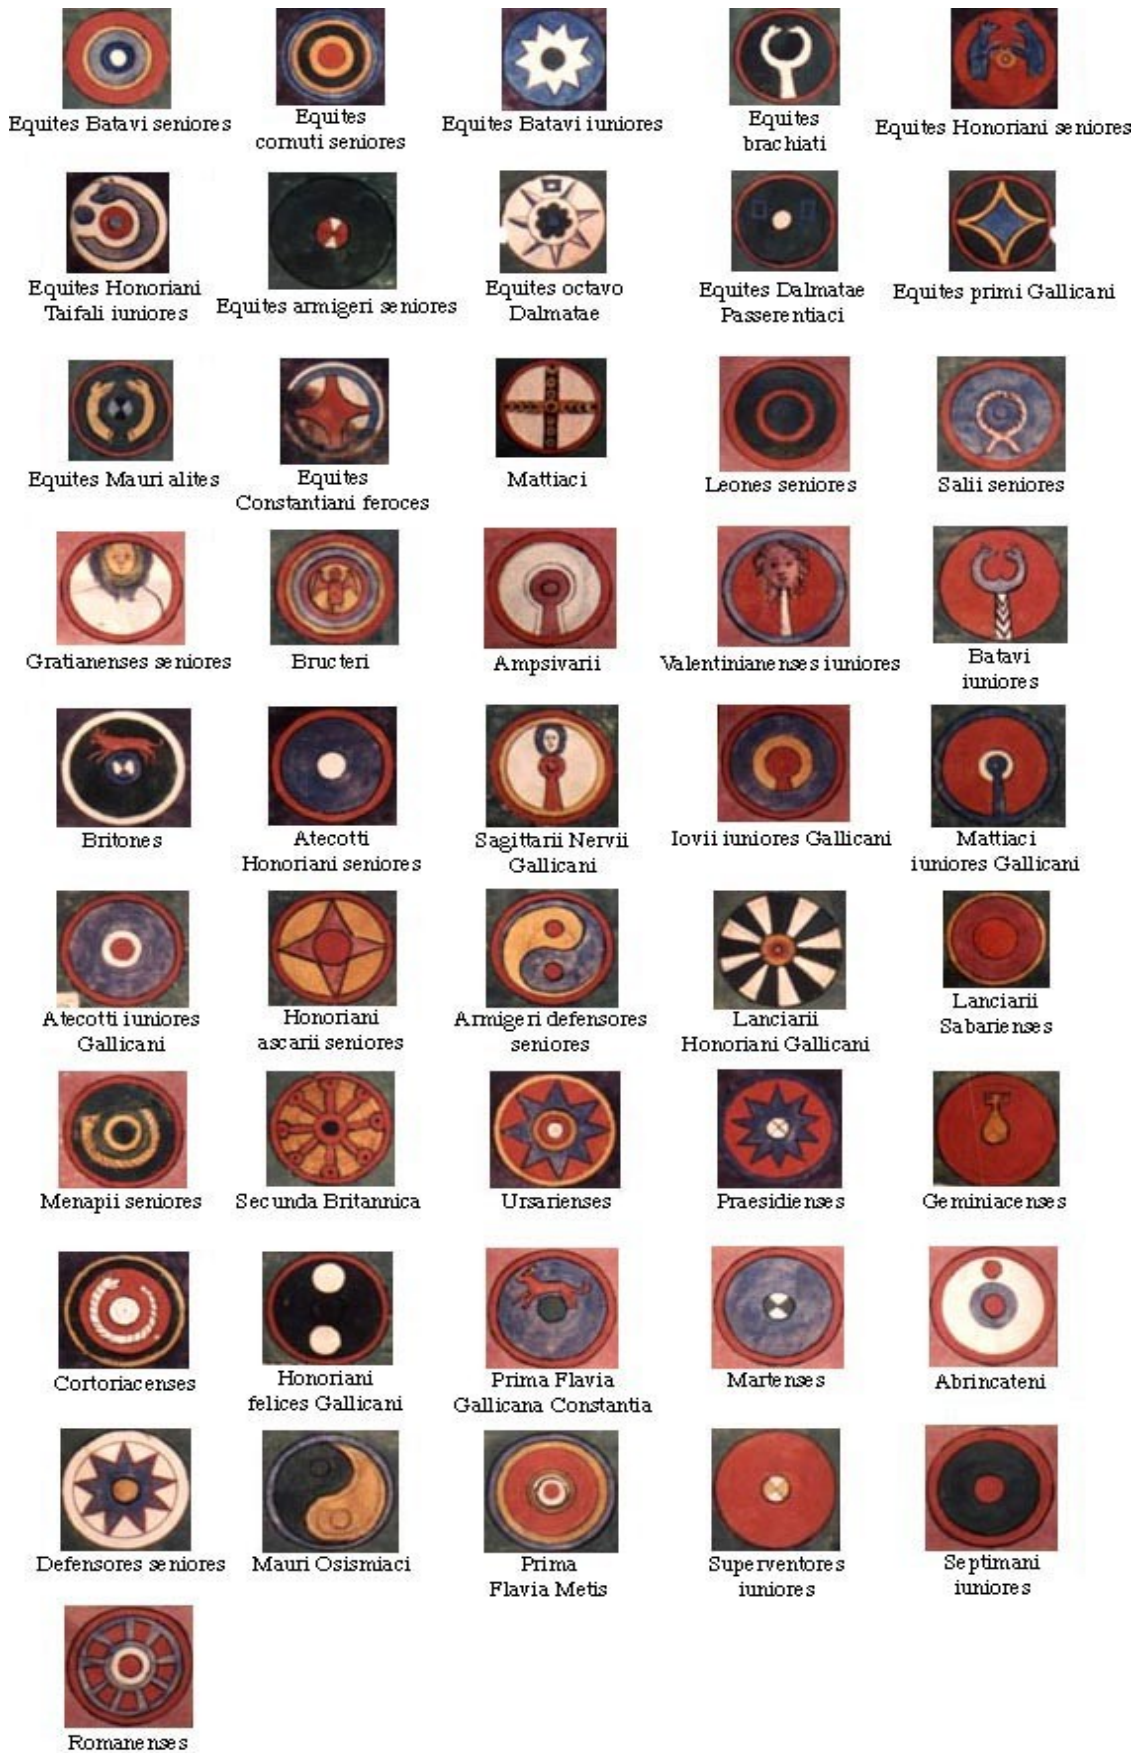 Equites Batavi seniores
Equites
cornuti seniores
Equites Batavi iuniores
Equites
brachiati
Equites Honoriani seniores
Equites Honoriani
Taifali iuniores
Equites armigeri seniores
Equites octavo
Dalmatae
Equites Dalmatae
Passerentiaci
Equites primi Gallicani
Equites Mauri alites
Equites
Constantiani feroces
Mattiaci
Leones seniores
Salii seniores
Gratianenses seniores
Bructeri
Ampsivarii
Valentinianenses iuniores
Batavi
iuniores
Britones
Atecotti
Honoriani seniores
Sagittarii Nervii
Gallicani
Iovii iuniores Gallicani
Mattiaci
iuniores Gallicani
Atecotti iuniores
Gallicani
Honoriani
ascarii seniores
Armigeri defensores
seniores
Lanciarii
Honoriani Gallicani
Lanciarii
Sabarienses
Menapii seniores
Secunda Britannica
Ursarienses
Praesidienses
Geminiacenses
Cortoriacenses
Honoriani
felices Gallicani
Prima Flavia
Gallicana Constantia
Martenses
Abrincateni
Defensores seniores
Mauri Osismiaci
Prima
Flavia Metis
Superventores
iuniores
Septimani
iuniores
Romanenses